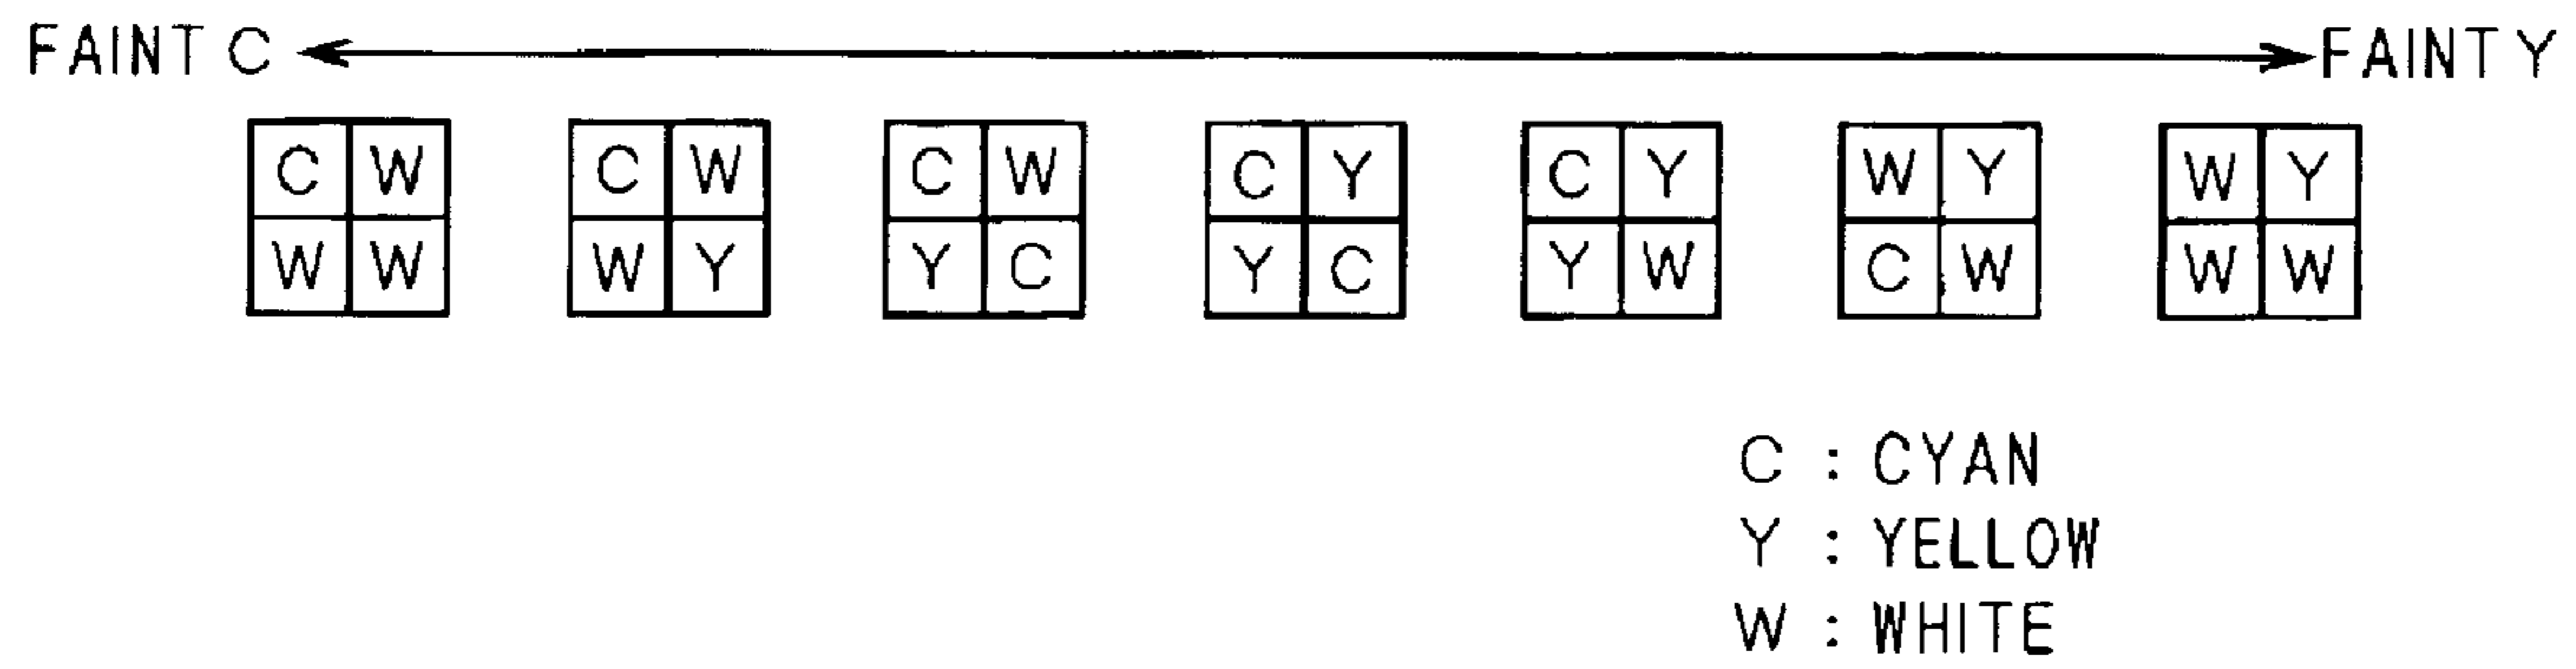 FAINT C FAINT Y
C W C W C W C Y C Y W Y W Y
W W W Y Y C Y C Y W C W W W
C : CYAN
Y : YELLOW
W : WHITE